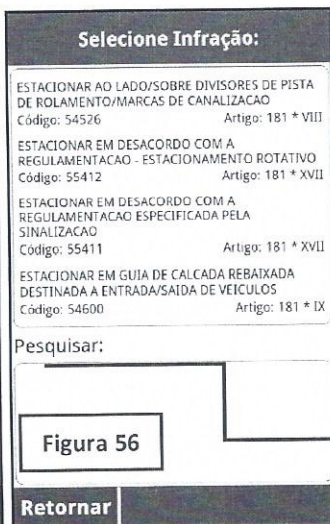 Selecione Infração:
ESTACIONAR AO LADO/SOBRE DIVISORES DE PISTA
DE ROLAMENTO/MARCAS DE CANALIZACAO
Código: 54526 Artigo: 181 * VIII
ESTACIONAR EM DESACORDO COM A
REGULAMENTACAO - ESTACIONAMENTO ROTATIVO
Código: 55412 Artigo: 181 * XVII
ESTACIONAR EM DESACORDO COM A
REGULAMENTACAO ESPECIFICADA PELA
SINALIZACAO
Código: 55411 Artigo: 181 * XVII
ESTACIONAR EM GUIA DE CALCADA REBAIXADA
DESTINADA A ENTRADA/SAIDA DE VEICULOS
Código: 54600 Artigo: 181 * IX
Pesquisar:
Figura 56
Retornar